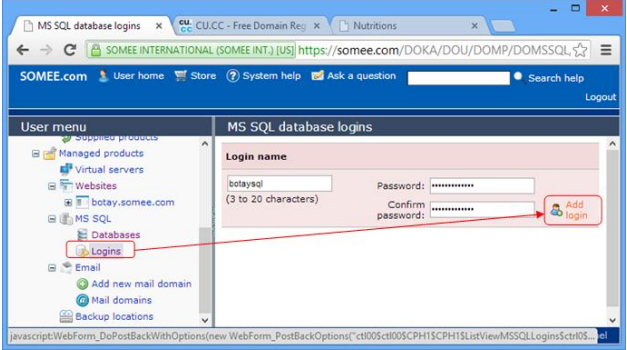 MS SQL database logins
CU.CC - Free Domain Reg
Nutritions
SOMEE INTERNATIONAL (SOMEE INT.) [US] https://somee.com/DOKA/DOU/DOMP/DOMSSQL
SOMEE.com User home Store System help Ask a question Search help
Logout
User menu
MS SQL database logins
Supplied products
Managed products
Virtual servers
Websites
botay.somee.com
MS SQL
Databases
Logins
Email
Add new mail domain
Mail domains
Backup locations
Login name
botaysql
(3 to 20 characters)
Password: •••••••••••••
Confirm
password: •••••••••••••
Add
login
javascript:WebForm_DoPostBackWithOptions(new WebForm_PostBackOptions("ctl00$ctl00$CPH1$CPH1$ListViewMSSQLLogins$ctrl0$...